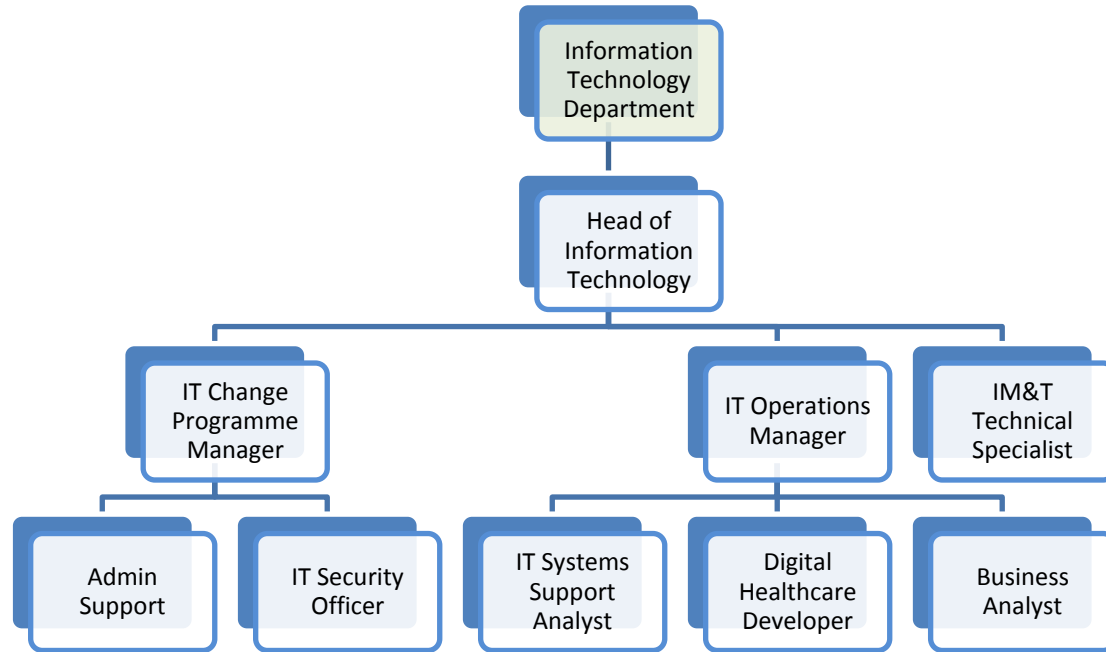 Information
Technology
Department
Head of
Information
Technology
IT Change
Programme
Manager
IT Operations
Manager
IM&T
Technical
Specialist
Admin
Support
IT Security
Officer
IT Systems
Support
Analyst
Digital
Healthcare
Developer
Business
Analyst